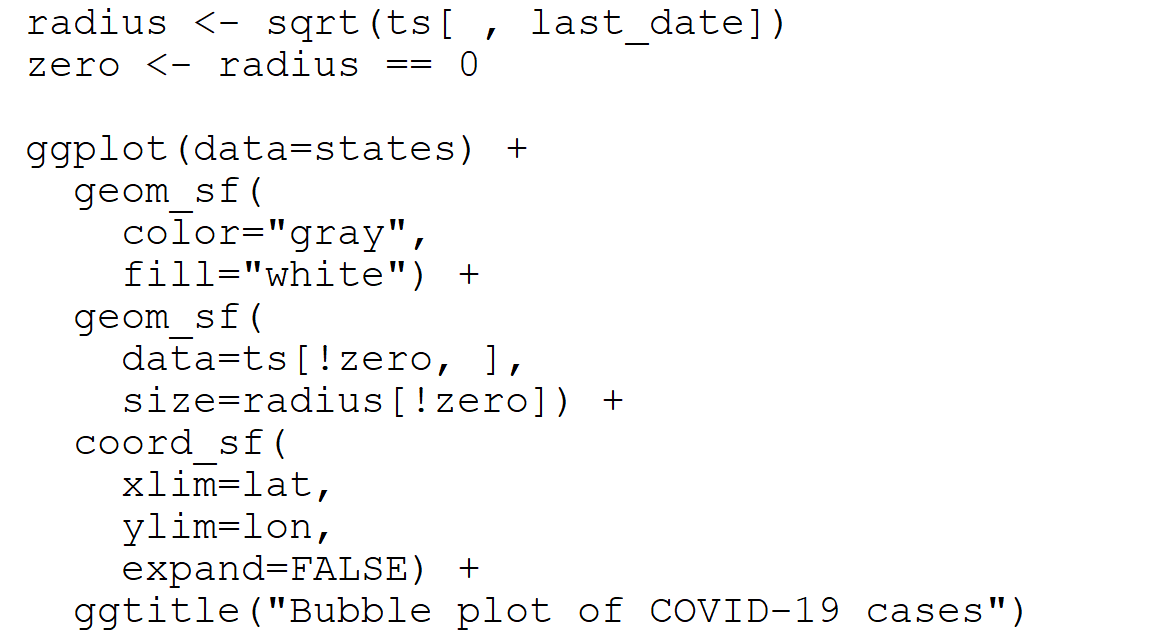 radius <- sqrt(ts[ , last_date])
zero <- radius == 0

ggplot(data=states) +
  geom_sf(
    color="gray",
    fill="white") +
  geom_sf(
    data=ts[!zero, ],
    size=radius[!zero]) +
  coord_sf(
    xlim=lat,
    ylim=lon,
    expand=FALSE) +
  ggtitle("Bubble plot of COVID-19 cases")